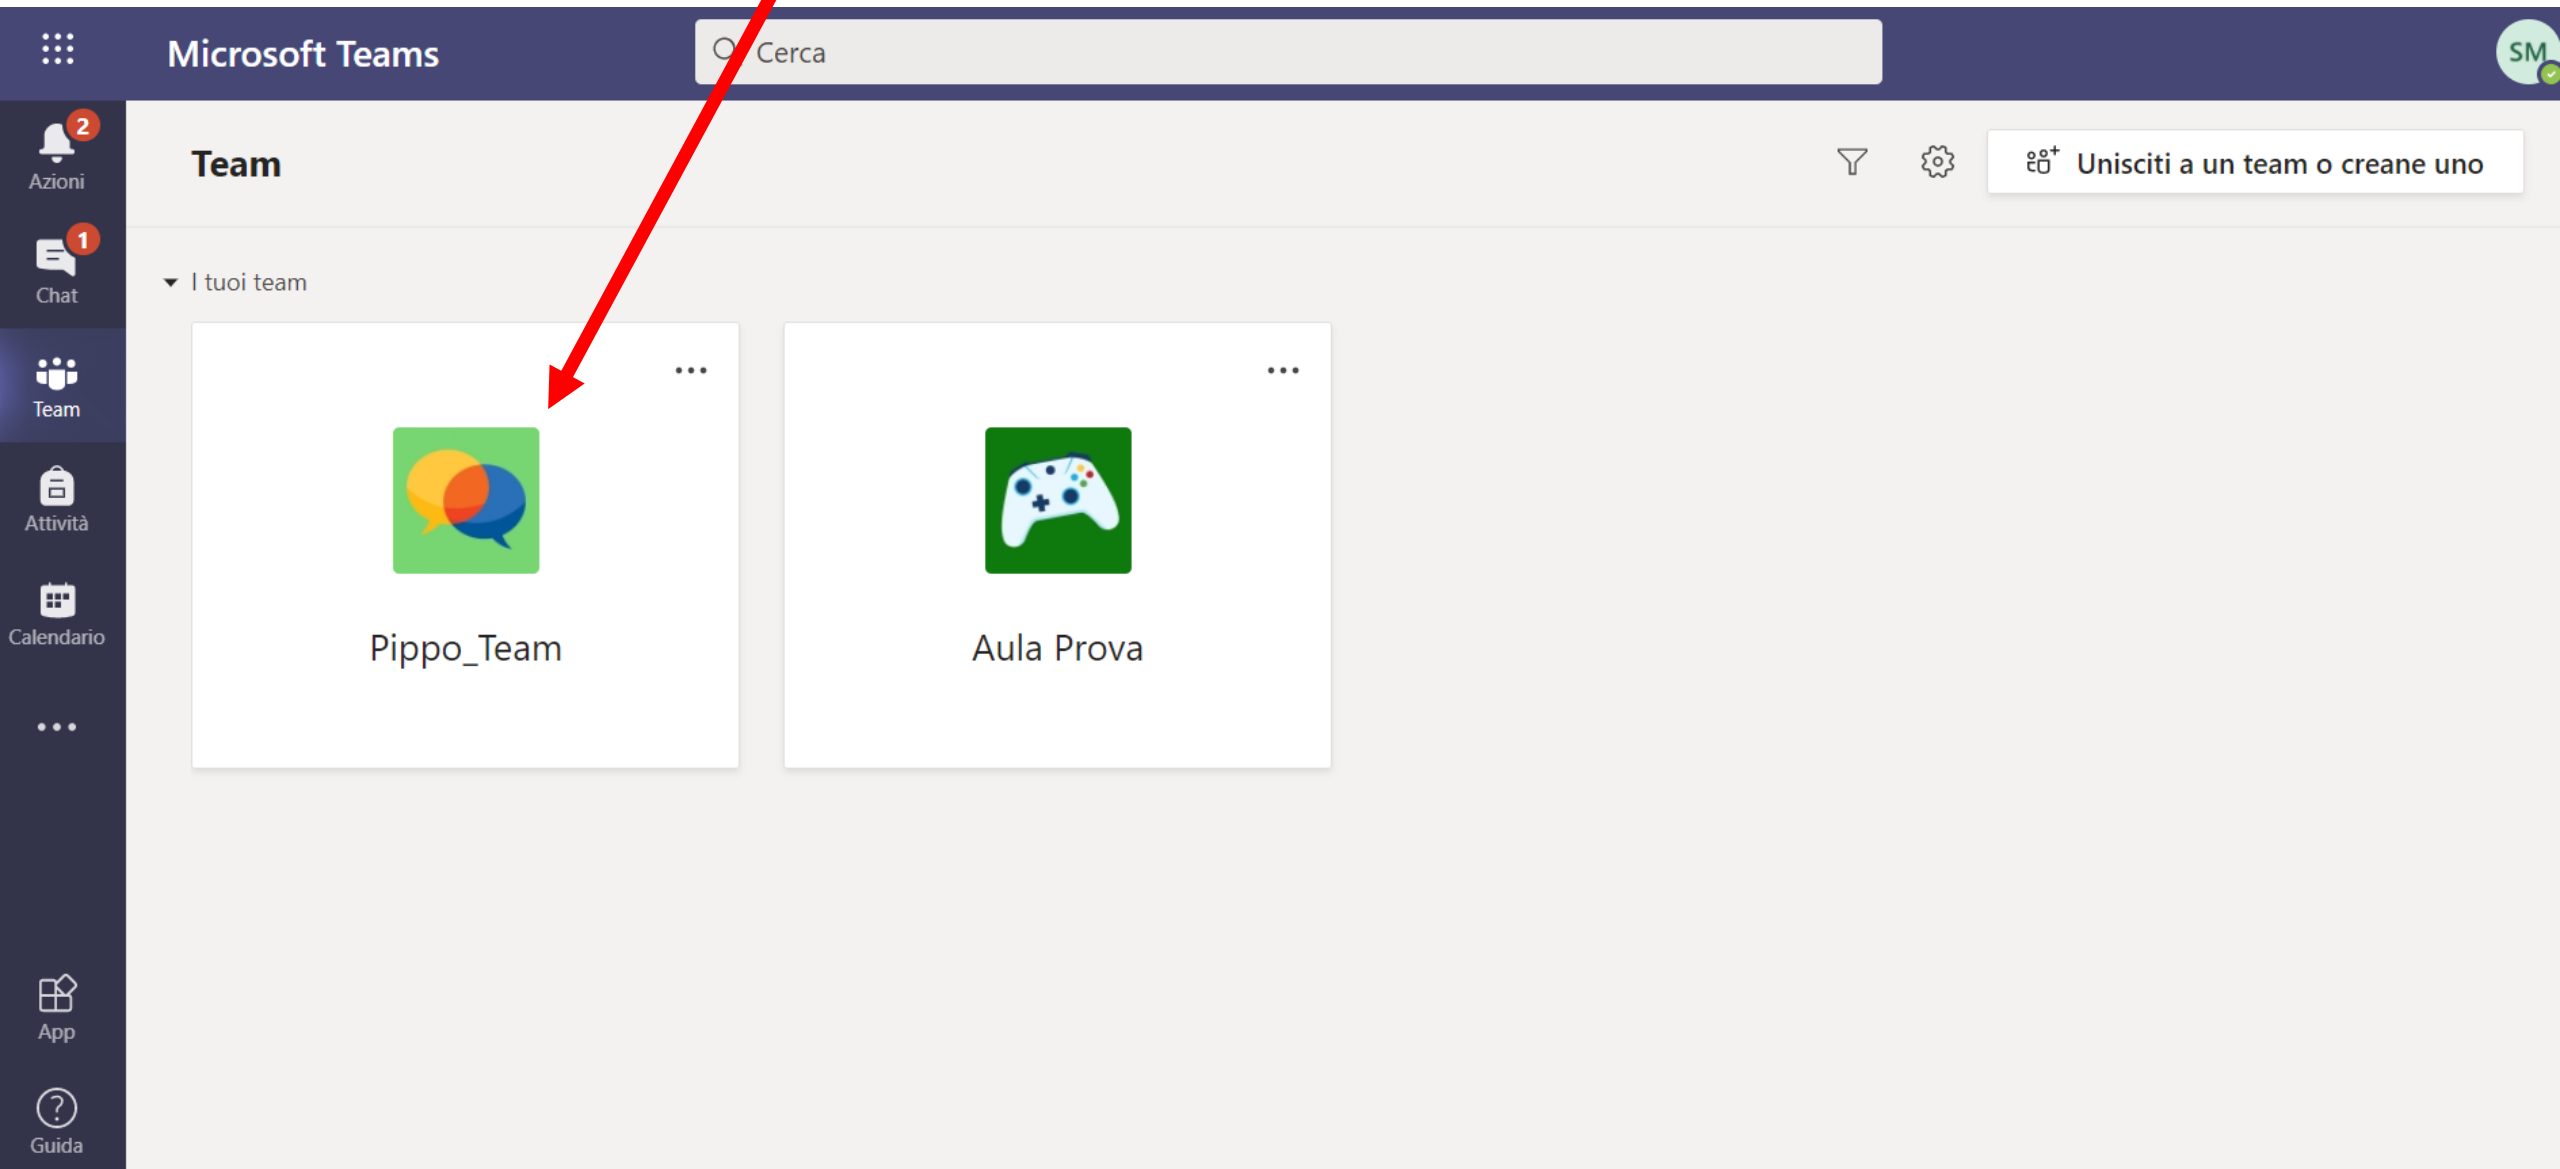 Microsoft Teams
Cerca
SM
2
Azioni
1
Chat
Team
Attività
Calendario
App
Guida
Team
Unisciti a un team o creane uno
I tuoi team
Pippo_Team
Aula Prova